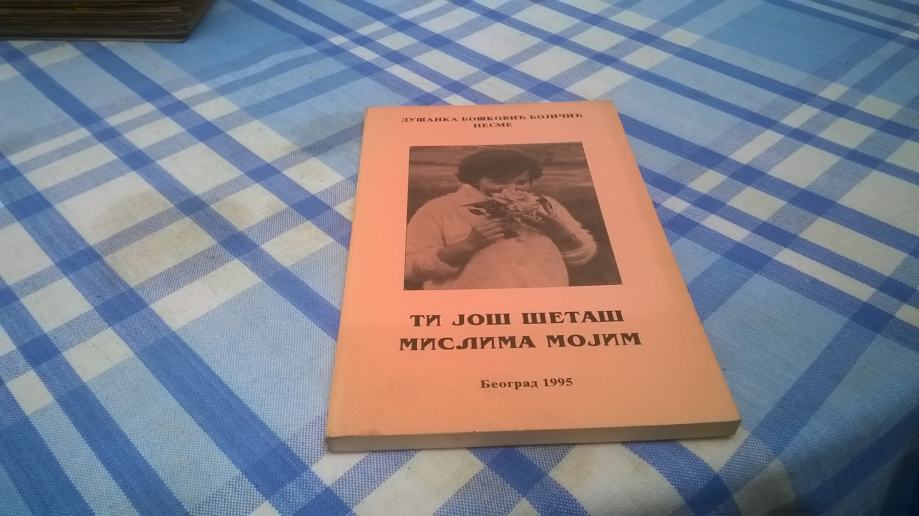 ДУШАНКА БОШКОВИЋ БОЈИЧИЋ
ПЕСМЕ
ТИ ЈОШ ШЕТАШ
МИСЛИМА МОЈИМ
Београд 1995